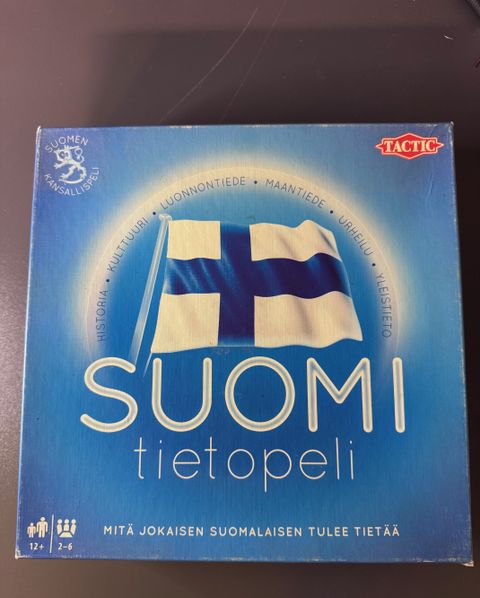 SUOMEN
KANSALLISPELI
TACTIC
HISTORIA • KULTTUURI • LUONNONTIEDE • MAANTIEDE • URHEILU • YLEISTIETO
SUOMI
tietopeli
12+
2-6
MITÄ JOKAISEN SUOMALAISEN TULEE TIETÄÄ